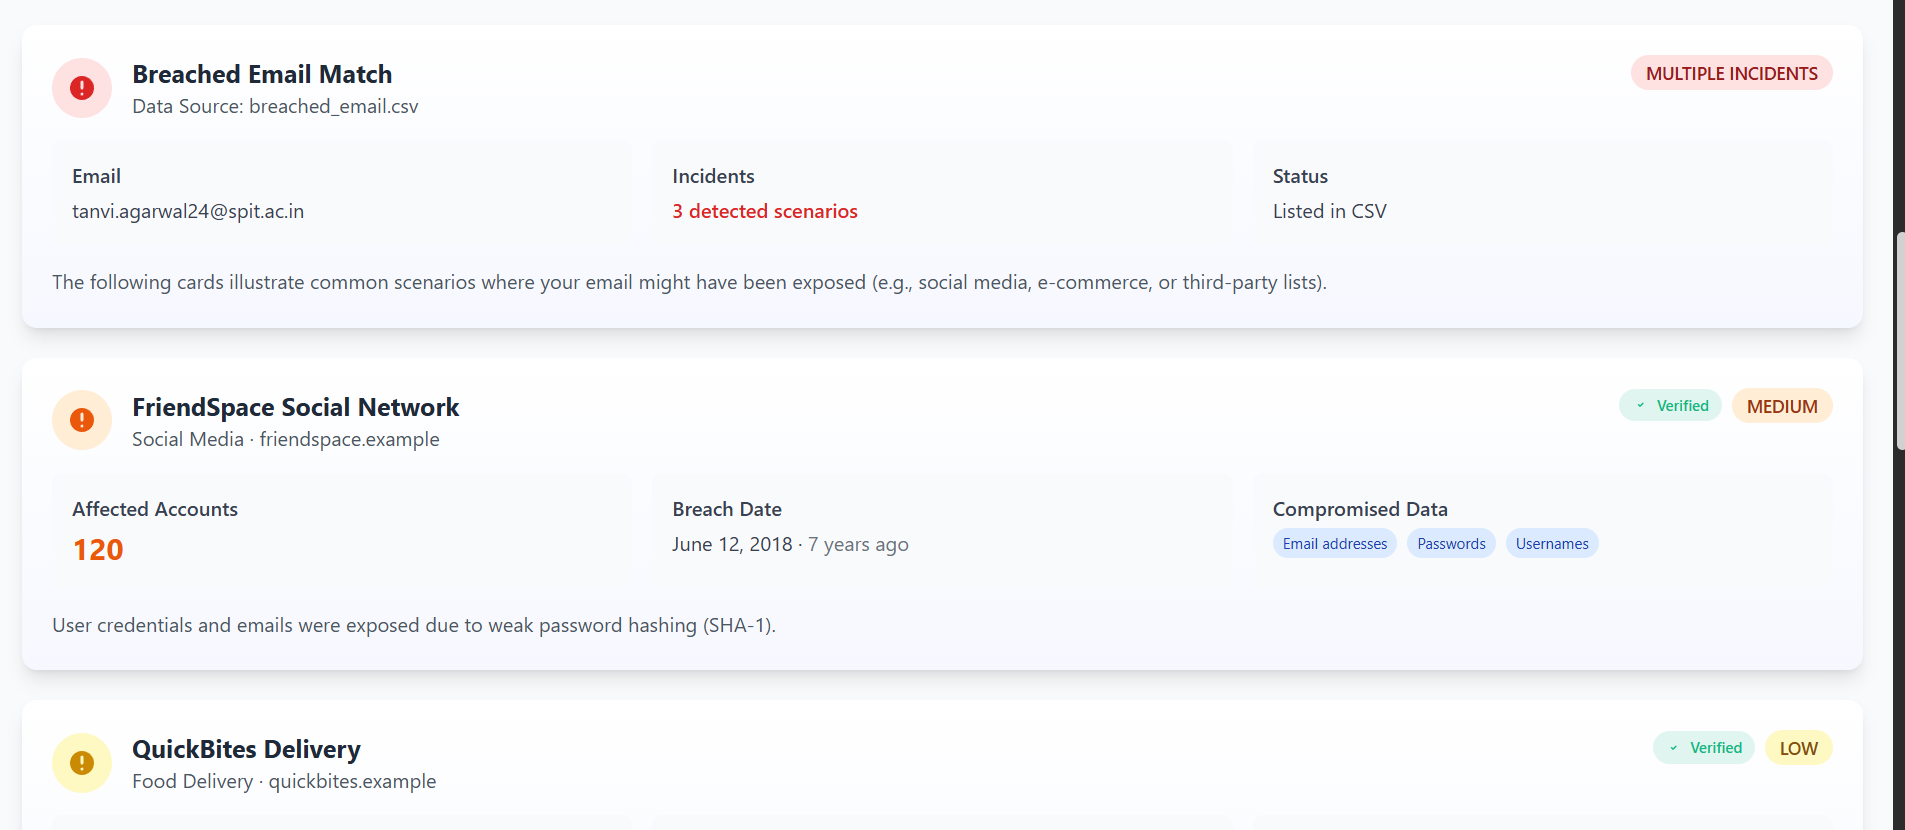 Breached Email Match
Data Source: breached_email.csv
MULTIPLE INCIDENTS
Email
tanvi.agarwal24@spit.ac.in
Incidents
3 detected scenarios
Status
Listed in CSV
The following cards illustrate common scenarios where your email might have been exposed (e.g., social media, e-commerce, or third-party lists).
FriendSpace Social Network
Social Media · friendspace.example
Verified
MEDIUM
Affected Accounts
120
Breach Date
June 12, 2018 · 7 years ago
Compromised Data
Email addresses Passwords Usernames
User credentials and emails were exposed due to weak password hashing (SHA-1).
QuickBites Delivery
Food Delivery · quickbites.example
Verified
LOW